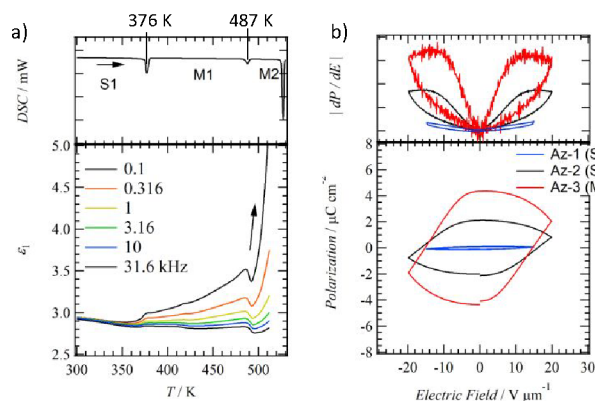 a)
376 K
487 K
DSC / mW
S1
M1
M2
5.0
4.5
4.0
3.5
3.0
2.5
ε1
0.1
0.316
1
3.16
10
31.6 kHz
300
350
400
450
500
T / K
b)
| dP / dE |
8
6
4
2
0
-2
-4
-6
-8
Polarization / μC cm-2
Az-1 (S
Az-2 (S
Az-3 (M
-20
-10
0
10
20
30
Electric Field / V μm-1